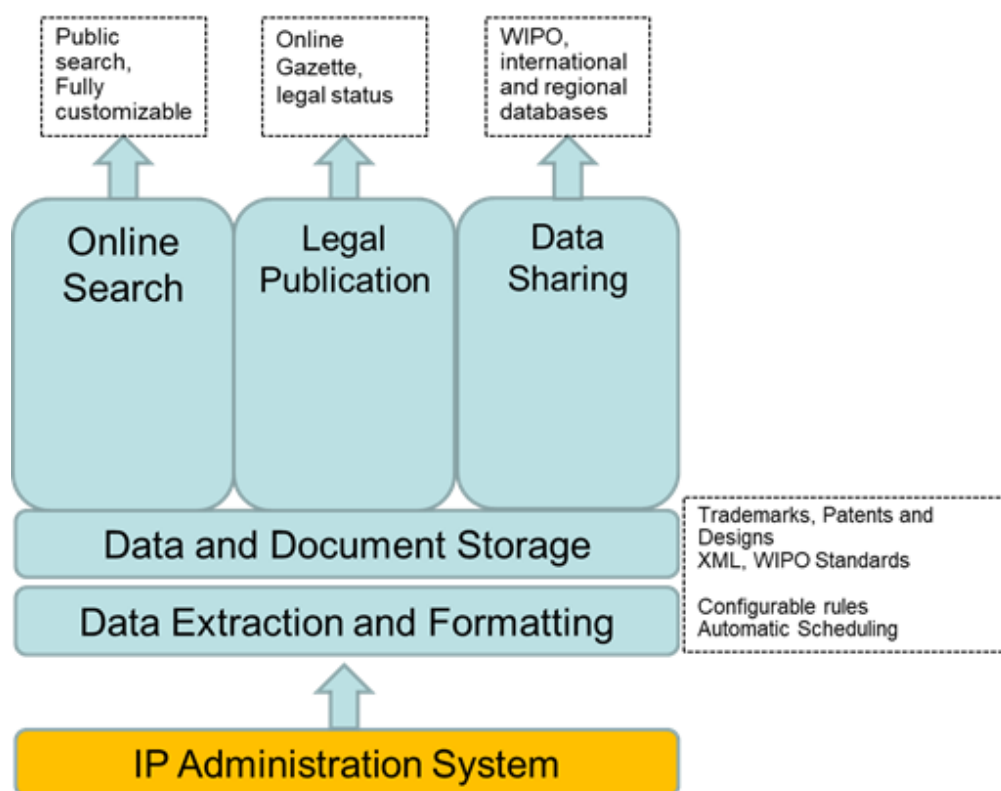 Public
search,
Fully
customizable
Online
Gazette,
legal status
WIPO,
international
and regional
databases
Online
Search
Legal
Publication
Data
Sharing
Data and Document Storage
Trademarks, Patents and
Designs
XML, WIPO Standards
Configurable rules
Automatic Scheduling
Data Extraction and Formatting
IP Administration System